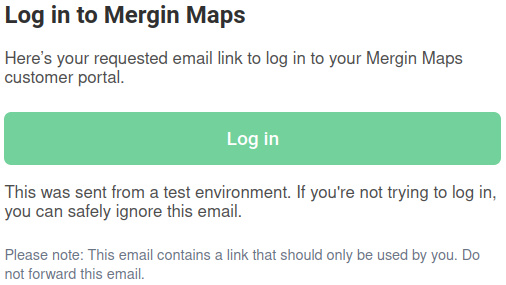 Log in to Mergin Maps
Here’s your requested email link to log in to your Mergin Maps
customer portal.
Log in
This was sent from a test environment. If you're not trying to log in,
you can safely ignore this email.
Please note: This email contains a link that should only be used by you. Do
not forward this email.